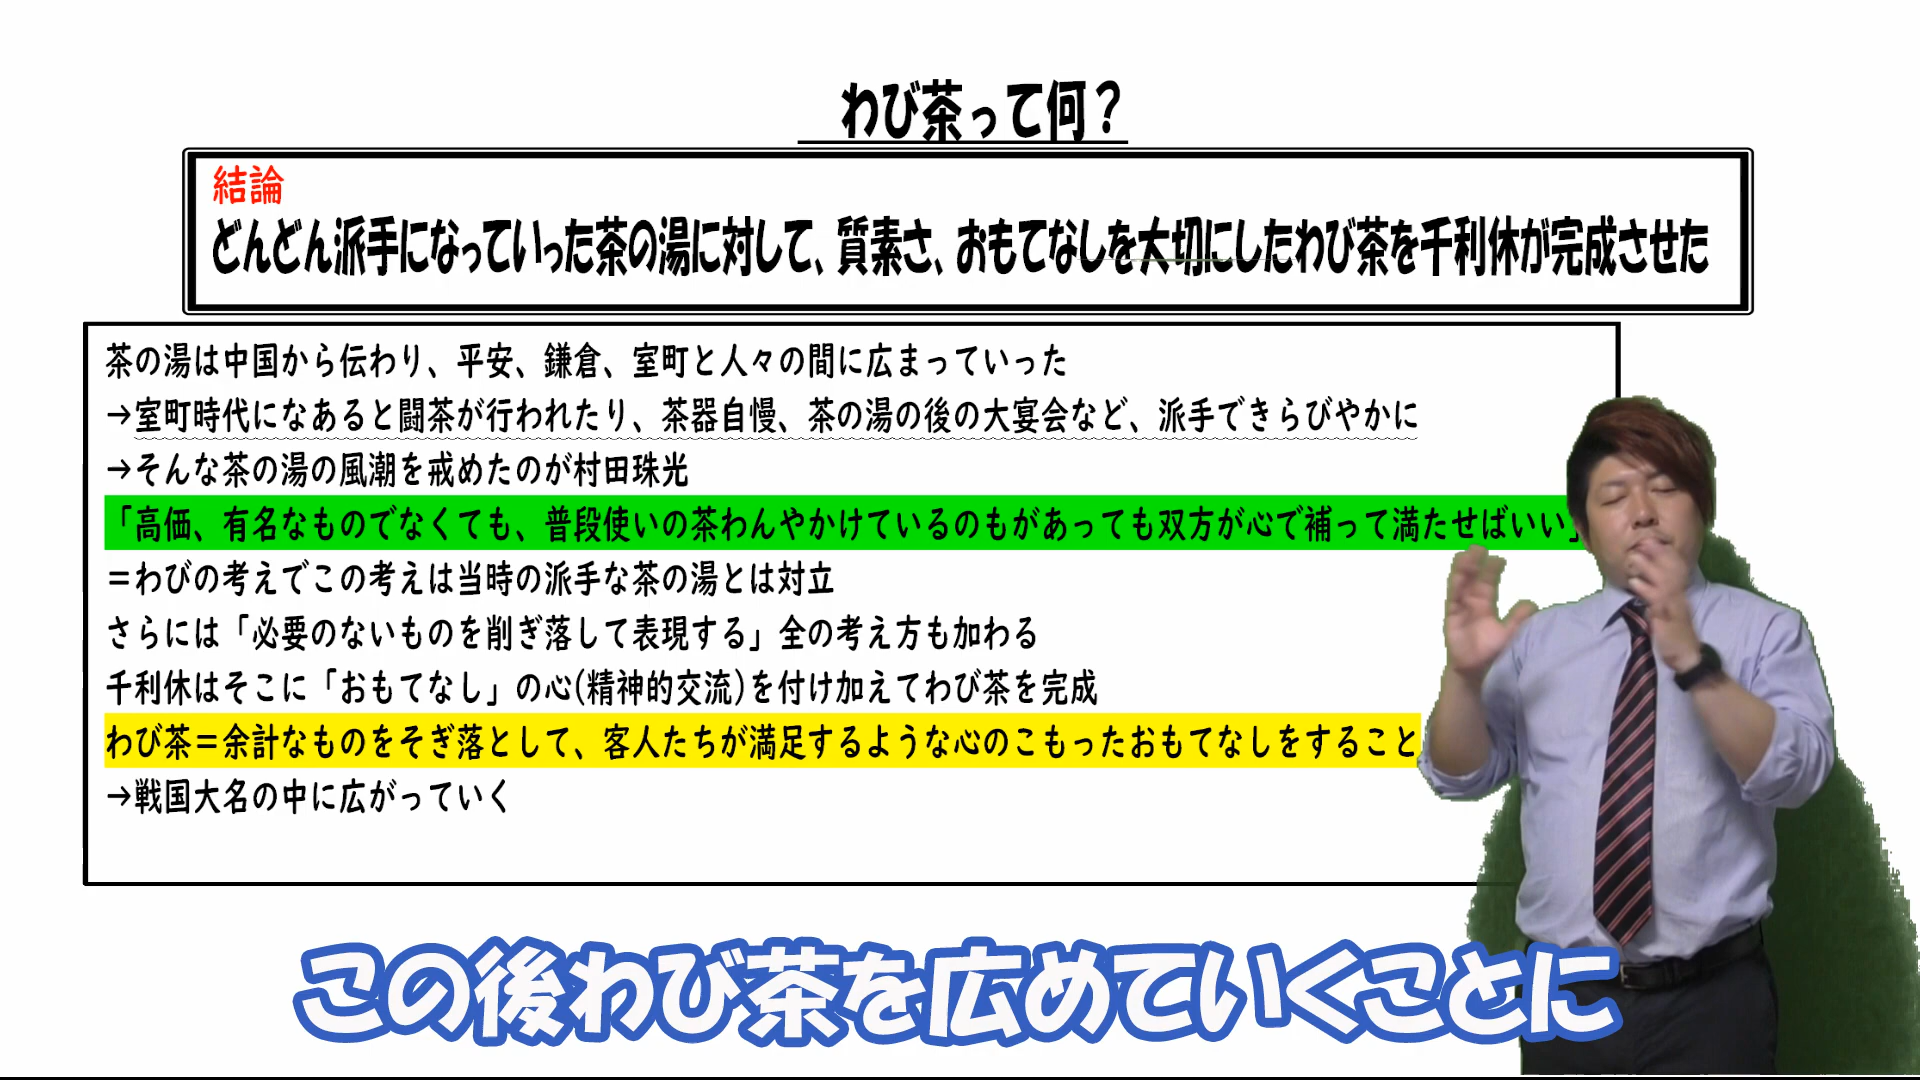 わび茶って何？
結論
どんどん派手になっていった茶の湯に対して、質素さ、おもてなしを大切にしたわび茶を千利休が完成させた
茶の湯は中国から伝わり、平安、鎌倉、室町と人々の間に広まっていった
→室町時代になあると闘茶が行われたり、茶器自慢、茶の湯の後の大宴会など、派手できらびやかに
→そんな茶の湯の風潮を戒めたのが村田珠光
「高価、有名なものでなくても、普段使いの茶わんやかけているのもがあっても双方が心で補って満たせばいい」
＝わびの考えでこの考えは当時の派手な茶の湯とは対立
さらには「必要のないものを削ぎ落して表現する」全の考え方も加わる
千利休はそこに「おもてなし」の心(精神的交流)を付け加えてわび茶を完成
わび茶＝余計なものをそぎ落として、客人たちが満足するような心のこもったおもてなしをすること
→戦国大名の中に広がっていく
この後わび茶を広めていくことに